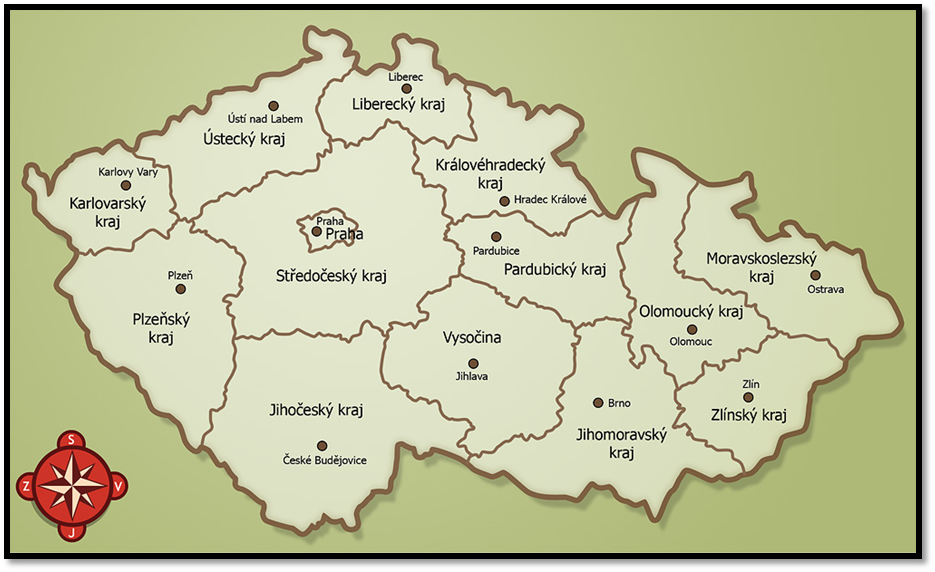 Liberec
Liberecký kraj
Ústí nad Labem
Ústecký kraj
Karlovy Vary
Karlovarský
kraj
Královéhradecký
kraj
Hradec Králové
Praha
Praha
Středočeský kraj
Pardubice
Pardubický kraj
Moravskoslezský
kraj
Ostrava
Plzeň
Plzeňský
kraj
Olomoucký kraj
Olomouc
Vysočina
Jihlava
Jihočeský kraj
České Budějovice
Brno
Jihomoravský
kraj
Zlín
Zlínský kraj
S
Z
V
J